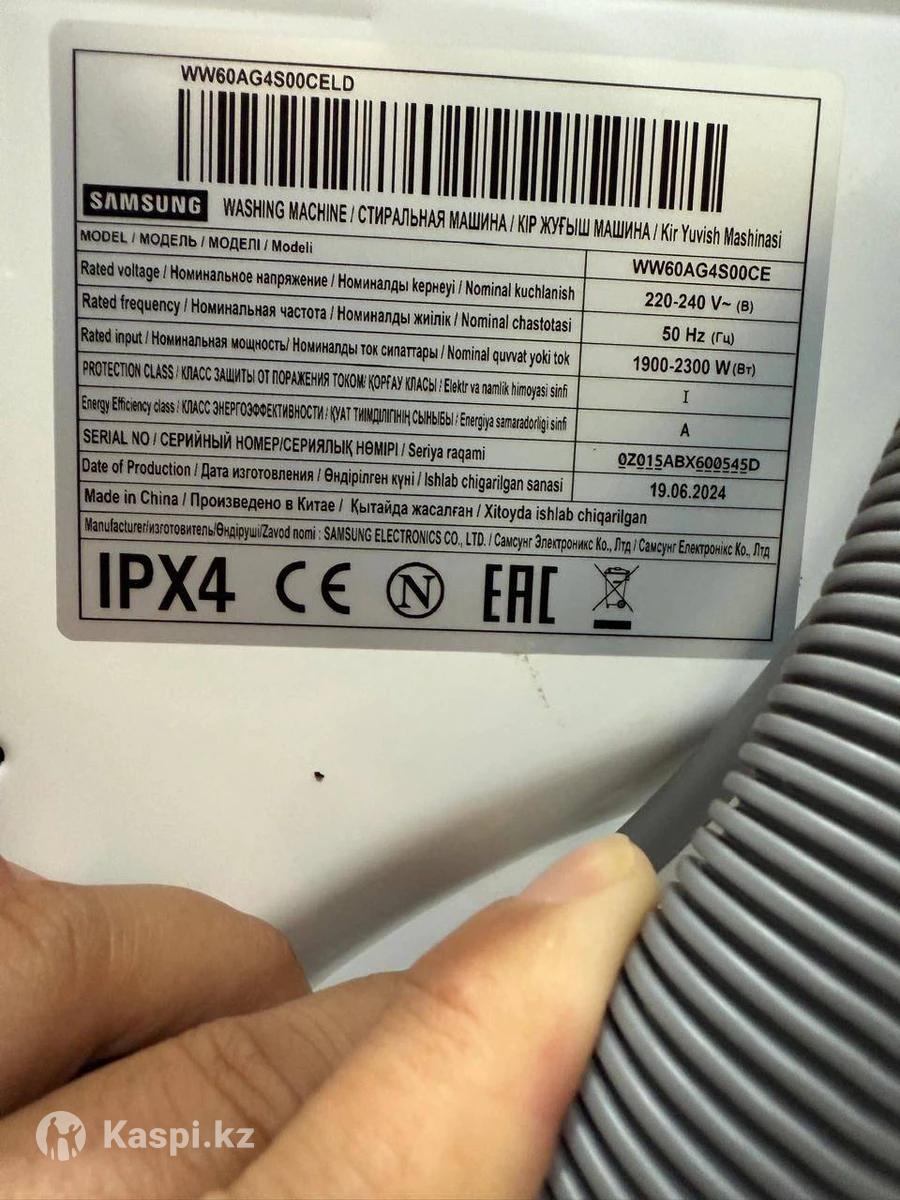 WW60AG4S00CELD
SAMSUNG WASHING MACHINE / СТИРАЛЬНАЯ МАШИНА / КІР ЖУҒЫШ МАШИНА / Kir Yuvish Mashinasi
MODEL / МОДЕЛЬ / МОДЕЛІ / Modeli WW60AG4S00CE
Rated voltage / Номинальное напряжение / Номиналды кернеуі / Nominal kuchlanish 220-240 V~ (В)
Rated frequency / Номинальная частота / Номиналды жиілік / Nominal chastotasi 50 Hz (Гц)
Rated input / Номинальная мощность/ Номиналды ток сипаттары / Nominal quvvat yoki tok 1900-2300 W(Вт)
PROTECTION CLASS / КЛАСС ЗАЩИТЫ ОТ ПОРАЖЕНИЯ ТОКОМ/ ҚОРҒАУ КЛАСЫ / Elektr va namlik himoyasi sinfi I
Energy Efficiency class / КЛАСС ЭНЕРГОЭФФЕКТИВНОСТИ / ҚУАТ ТИІМДІЛІГІНІҢ СЫНЫБЫ / Energiya samaradorligi sinfi A
SERIAL NO / СЕРИЙНЫЙ НОМЕР/СЕРИЯЛЫҚ НӨМІРІ / Seriya raqami 0Z015ABX600545D
Date of Production / Дата изготовления / Өндірілген күні / Ishlab chigarilgan sanasi 19.06.2024
Made in China / Произведено в Китае / Қытайда жасалған / Xitoyda ishlab chiqarilgan
Manufacturer/изготовитель/Өндіруші/Zavod nomi : SAMSUNG ELECTRONICS CO., LTD. / Самсунг Электроникс Ко., Лтд / Самсунг Електронікс Ко., Лтд
IPX4 CE N EAC
Kaspi.kz